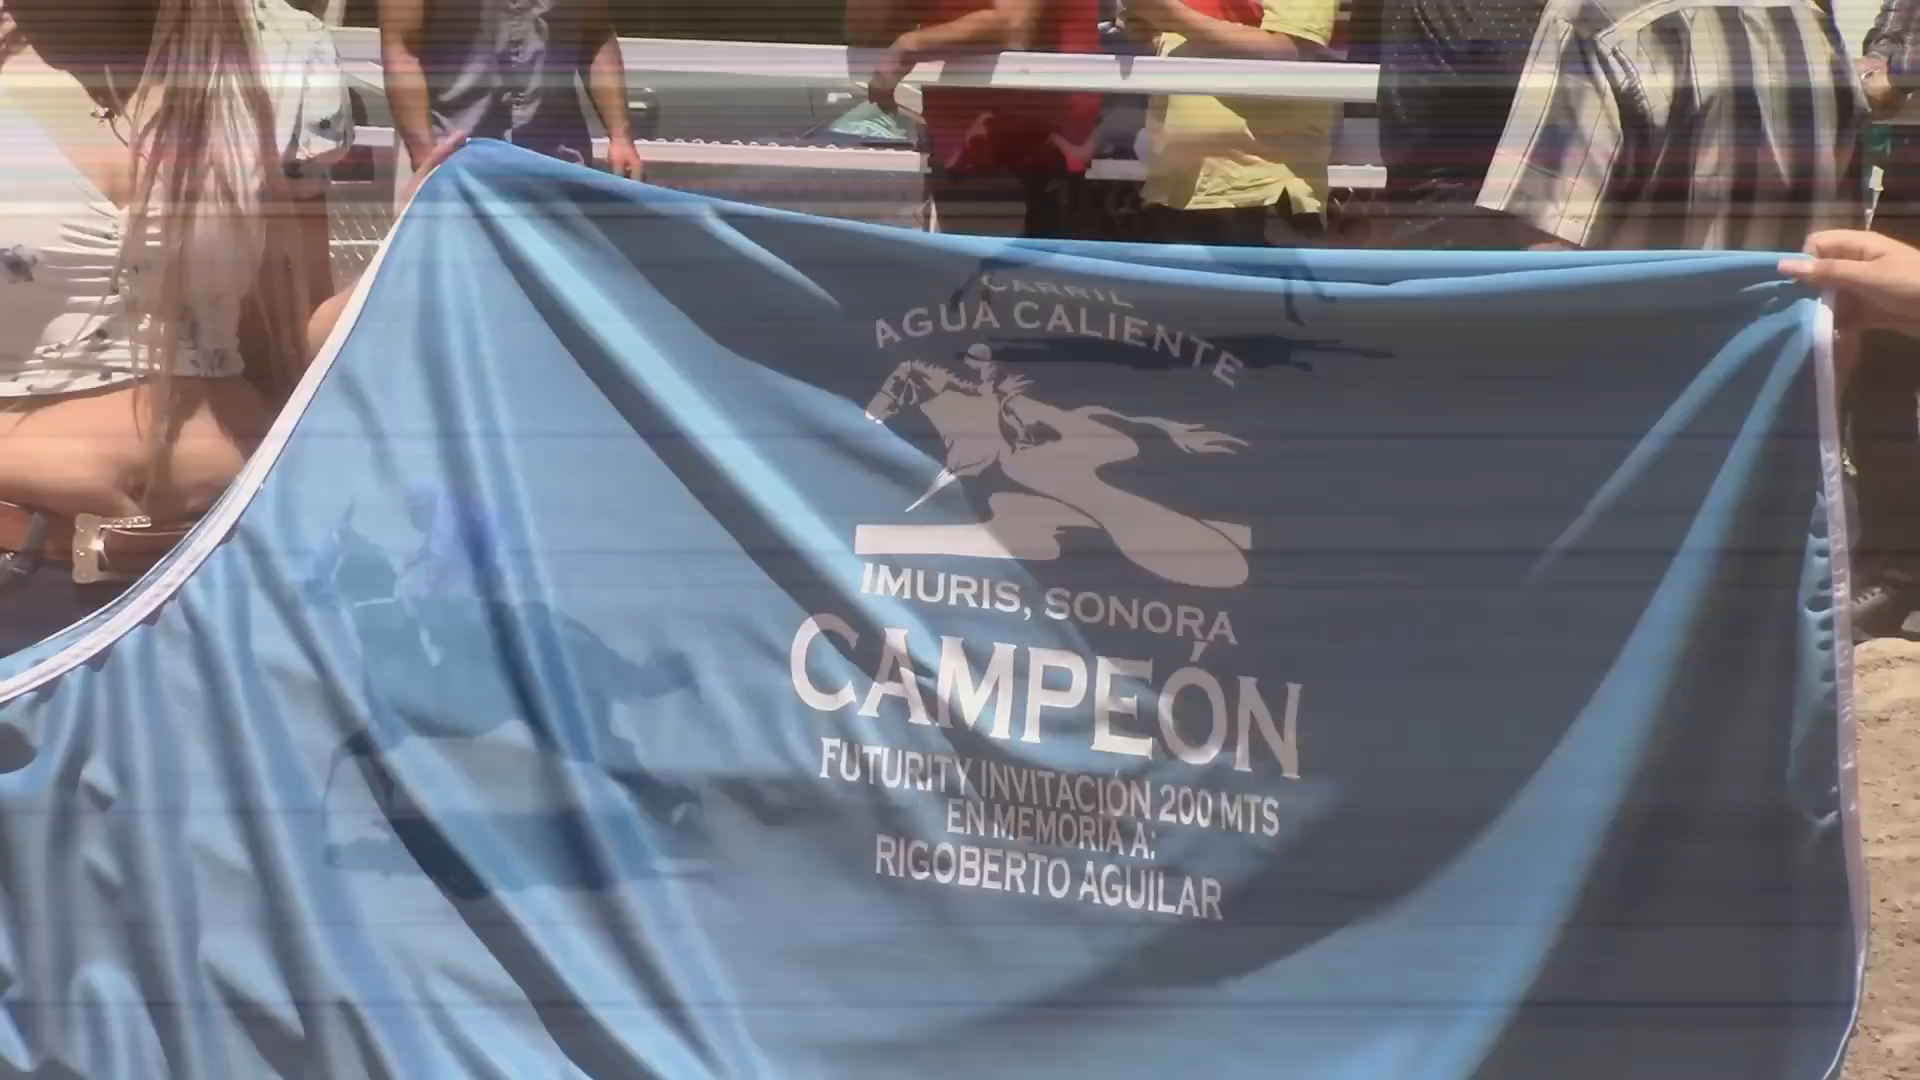 CARRIL
AGUA CALIENTE
IMURIS, SONORA
CAMPEÓN
FUTURITY INVITACIÓN 200 MTS
EN MEMORIA A:
RIGOBERTO AGUILAR